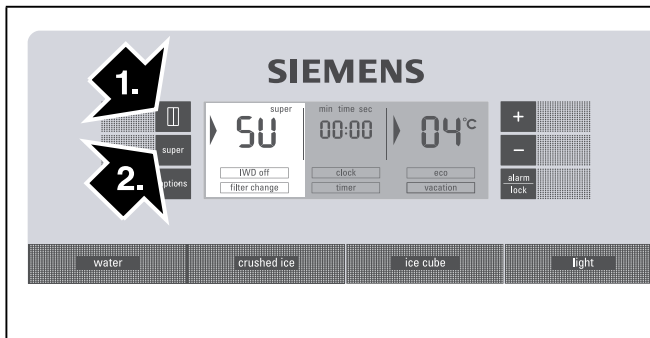 1.
SIEMENS
super min time sec
SU 00:00 04°C
+
super
−
2.
IWD off clock eco
alarm
options
filter change timer vacation
lock
water crushed ice ice cube light